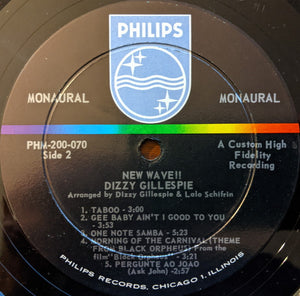 PHILIPS
MONAURAL MONAURAL
PHM-200-070
Side 2
A Custom High
Fidelity
Recording
NEW WAVE!!
DIZZY GILLESPIE
Arranged by Dizzy Gillespie & Lalo Schifrin
1. TABOO - 3:00
2. GEE BABY AIN'T I GOOD TO YOU
- 3:53
3. ONE NOTE SAMBA - 5:23
4. MORNING OF THE CARNIVAL (THEME
FROM BLACK ORPHEUS) From the
film "Black Orpheus" - 3:21
5. PERGUNTE AO JOAO
(Ask John) -2:57
PHILIPS RECORDS, CHICAGO 1, ILLINOIS